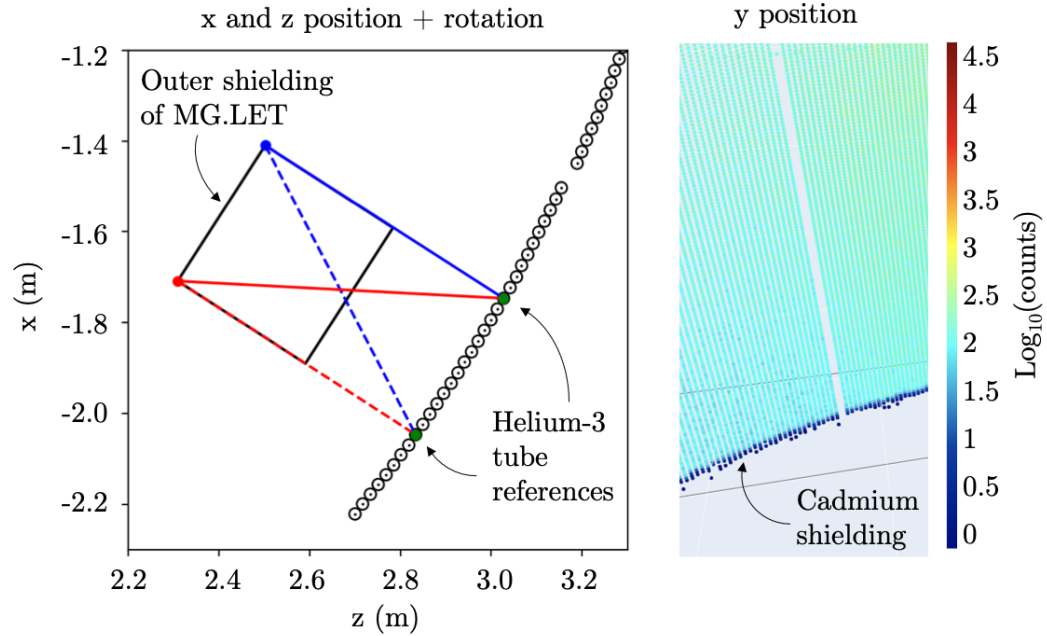 x and z position + rotation
-1.2
-1.4
-1.6
-1.8
-2.0
-2.2
x (m)
Outer shielding
of MG.LET
Helium-3
tube
references
2.2
2.4
2.6
2.8
3.0
3.2
z (m)
y position
Cadmium
shielding
4.5
4
3.5
3
2.5
2
1.5
1
0.5
0
Log₁₀(counts)